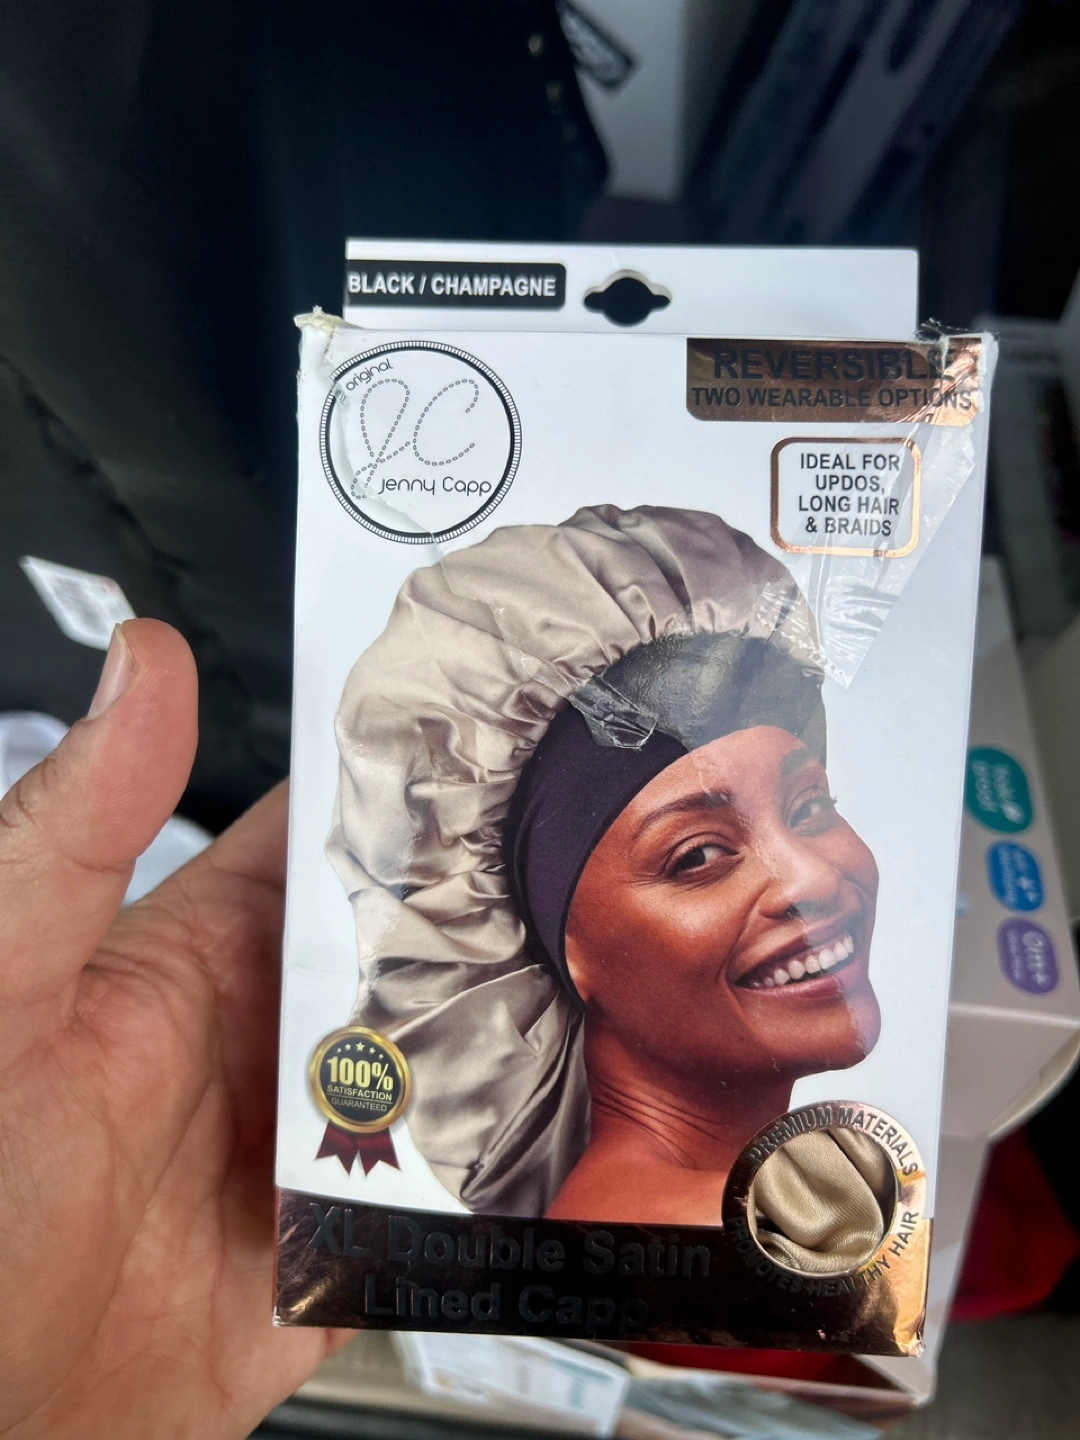 BLACK / CHAMPAGNE
original
JC
Jenny Capp
REVERSIBLE
TWO WEARABLE OPTIONS
IDEAL FOR
UPDOS,
LONG HAIR
& BRAIDS
100%
SATISFACTION
GUARANTEED
PREMIUM MATERIALS
PROMOTES HEALTHY HAIR
XL Double Satin
Lined Capp